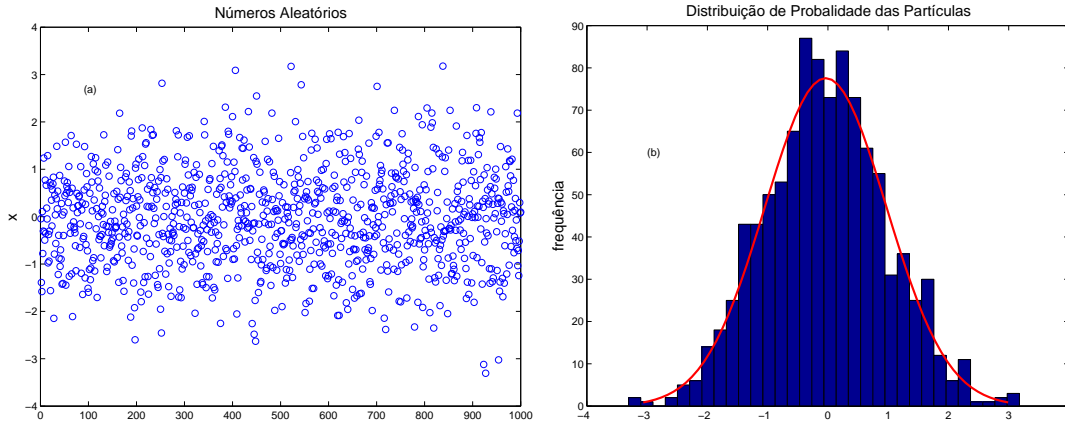 Números Aleatórios
4
3
2
1
0
−1
−2
−3
−4
x
(a)
0 100 200 300 400 500 600 700 800 900 1000
Distribuição de Probalidade das Partículas
90
80
70
60
50
40
30
20
10
0
frequência
(b)
−4 −3 −2 −1 0 1 2 3